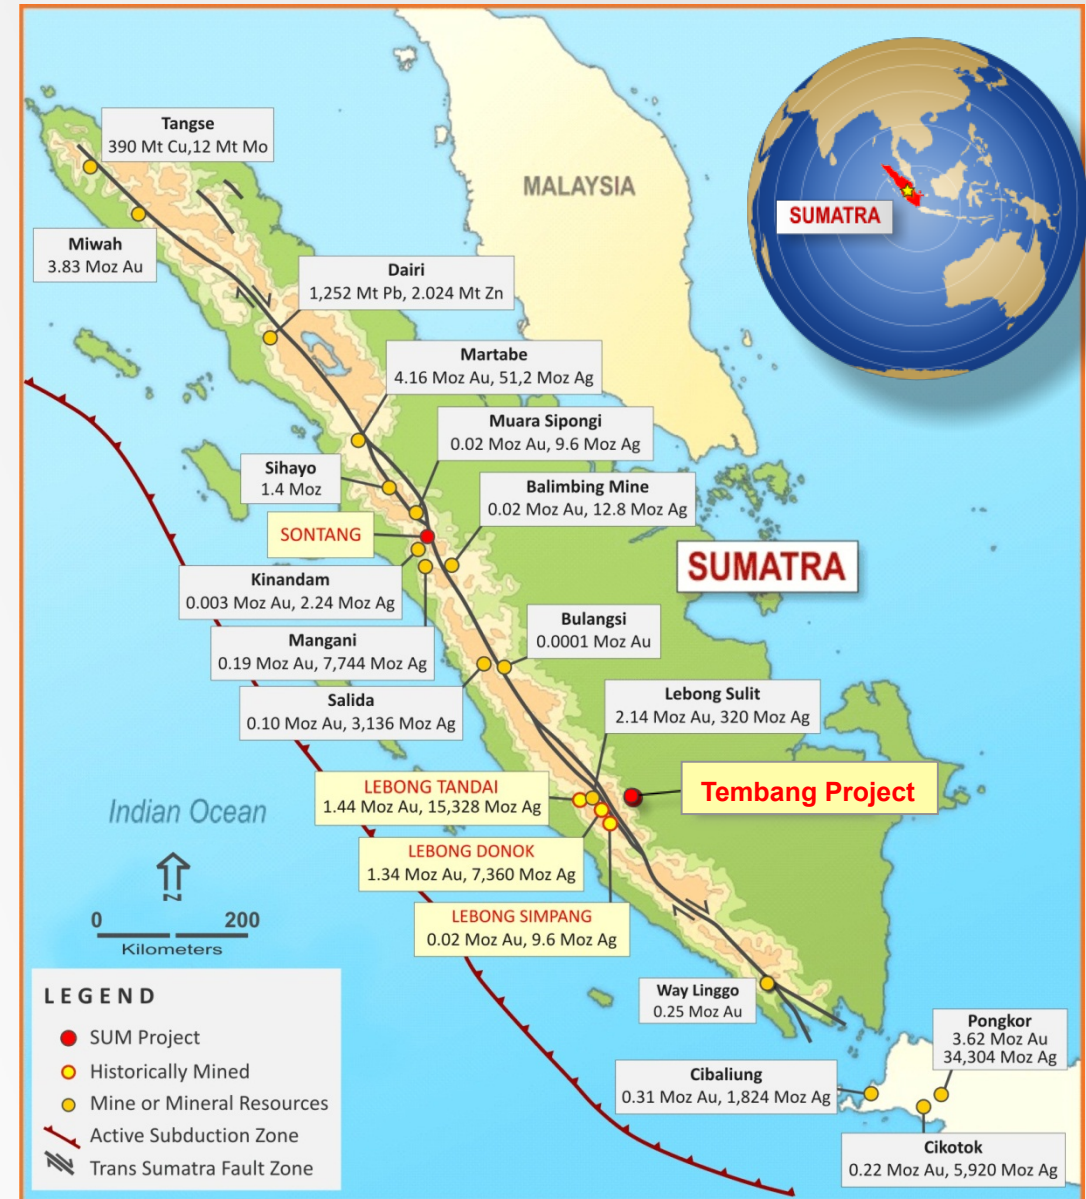 Tangse
390 Mt Cu,12 Mt Mo
MALAYSIA
SUMATRA
Miwah
3.83 Moz Au
Dairi
1,252 Mt Pb, 2.024 Mt Zn
Martabe
4.16 Moz Au, 51,2 Moz Ag
Muara Sipongi
0.02 Moz Au, 9.6 Moz Ag
Sihayo
1.4 Moz
Balimbing Mine
0.02 Moz Au, 12.8 Moz Ag
SONTANG
SUMATRA
Kinandam
0.003 Moz Au, 2.24 Moz Ag
Bulangsi
0.0001 Moz Au
Mangani
0.19 Moz Au, 7,744 Moz Ag
Salida
0.10 Moz Au, 3,136 Moz Ag
Lebong Sulit
2.14 Moz Au, 320 Moz Ag
LEBONG TANDAI
1.44 Moz Au, 15,328 Moz Ag
Tembang Project
Indian Ocean
LEBONG DONOK
1.34 Moz Au, 7,360 Moz Ag
LEBONG SIMPANG
0.02 Moz Au, 9.6 Moz Ag
N
0 200
Kilometers
Way Linggo
0.25 Moz Au
Pongkor
3.62 Moz Au
34,304 Moz Ag
Cibaliung
0.31 Moz Au, 1,824 Moz Ag
Cikotok
0.22 Moz Au, 5,920 Moz Ag
LEGEND
SUM Project
Historically Mined
Mine or Mineral Resources
Active Subduction Zone
Trans Sumatra Fault Zone